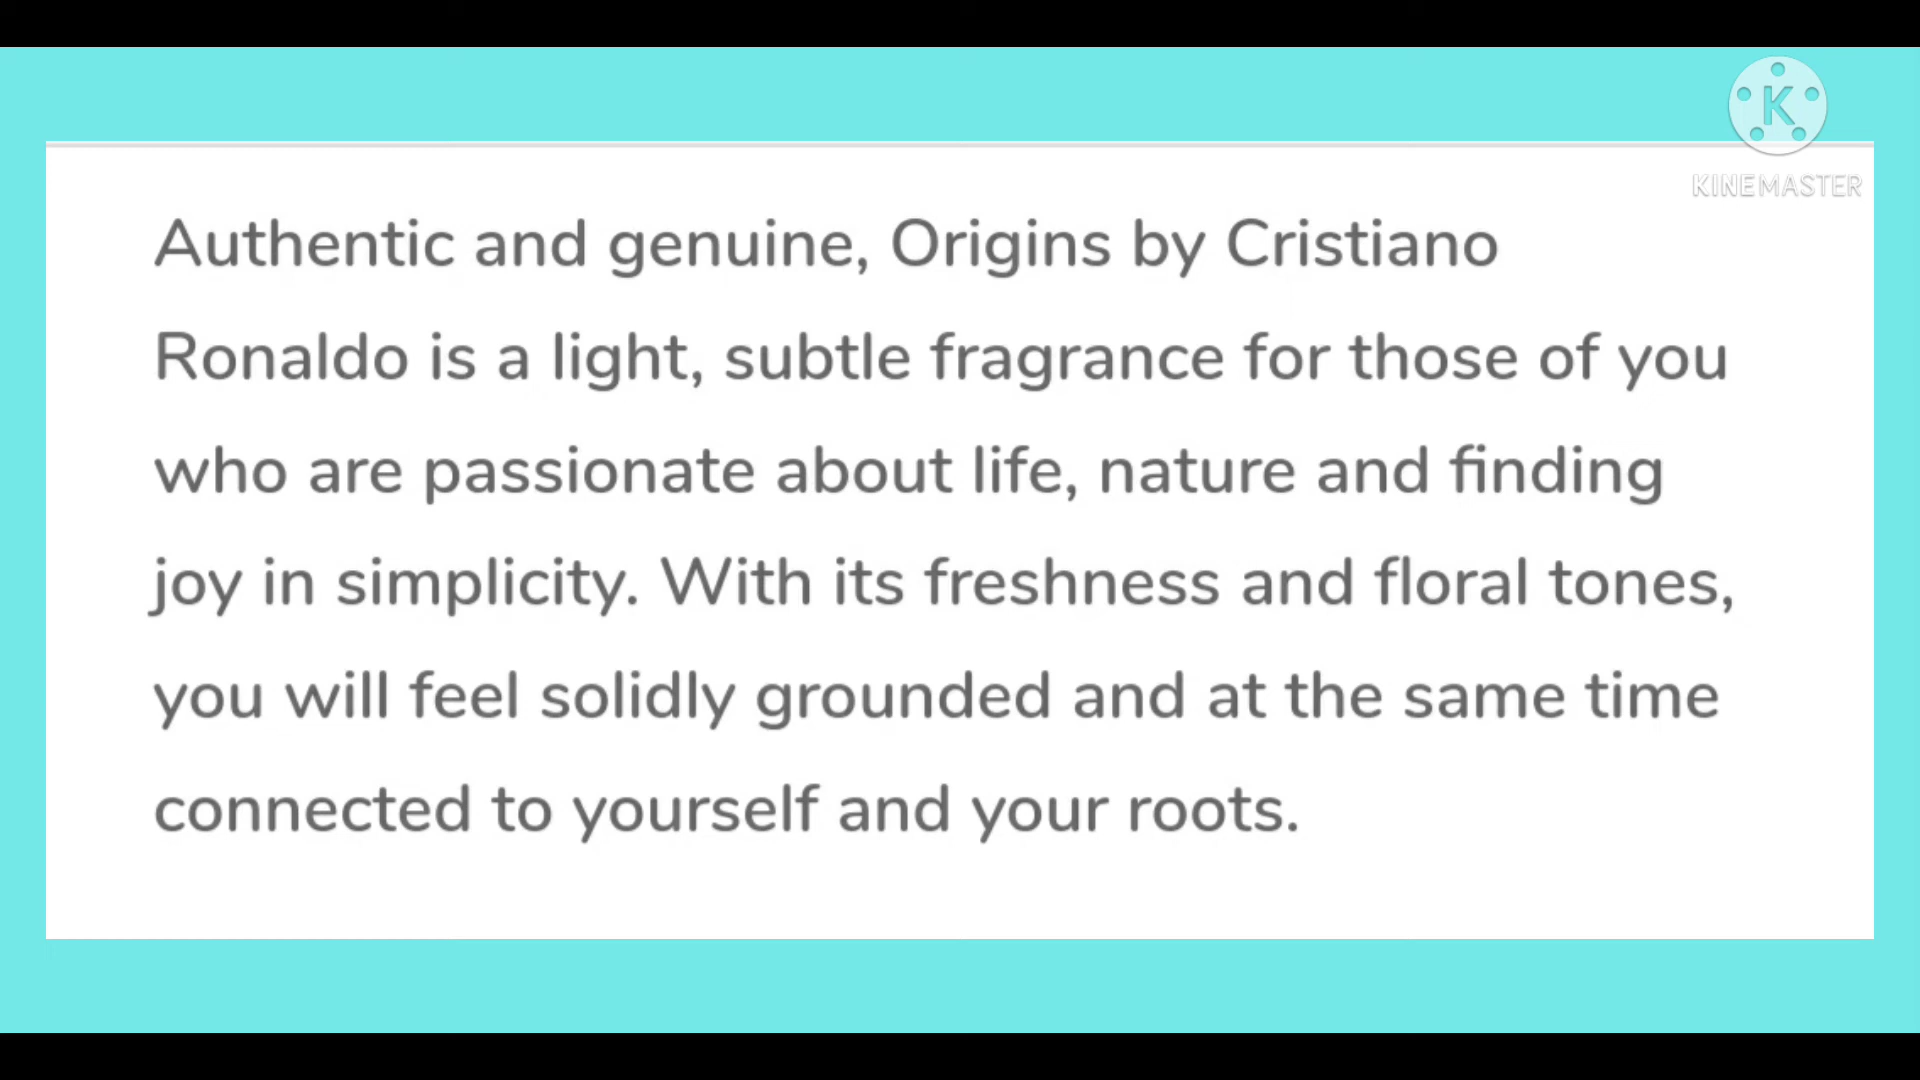 K
KINEMASTER
Authentic and genuine, Origins by Cristiano
Ronaldo is a light, subtle fragrance for those of you
who are passionate about life, nature and finding
joy in simplicity. With its freshness and floral tones,
you will feel solidly grounded and at the same time
connected to yourself and your roots.